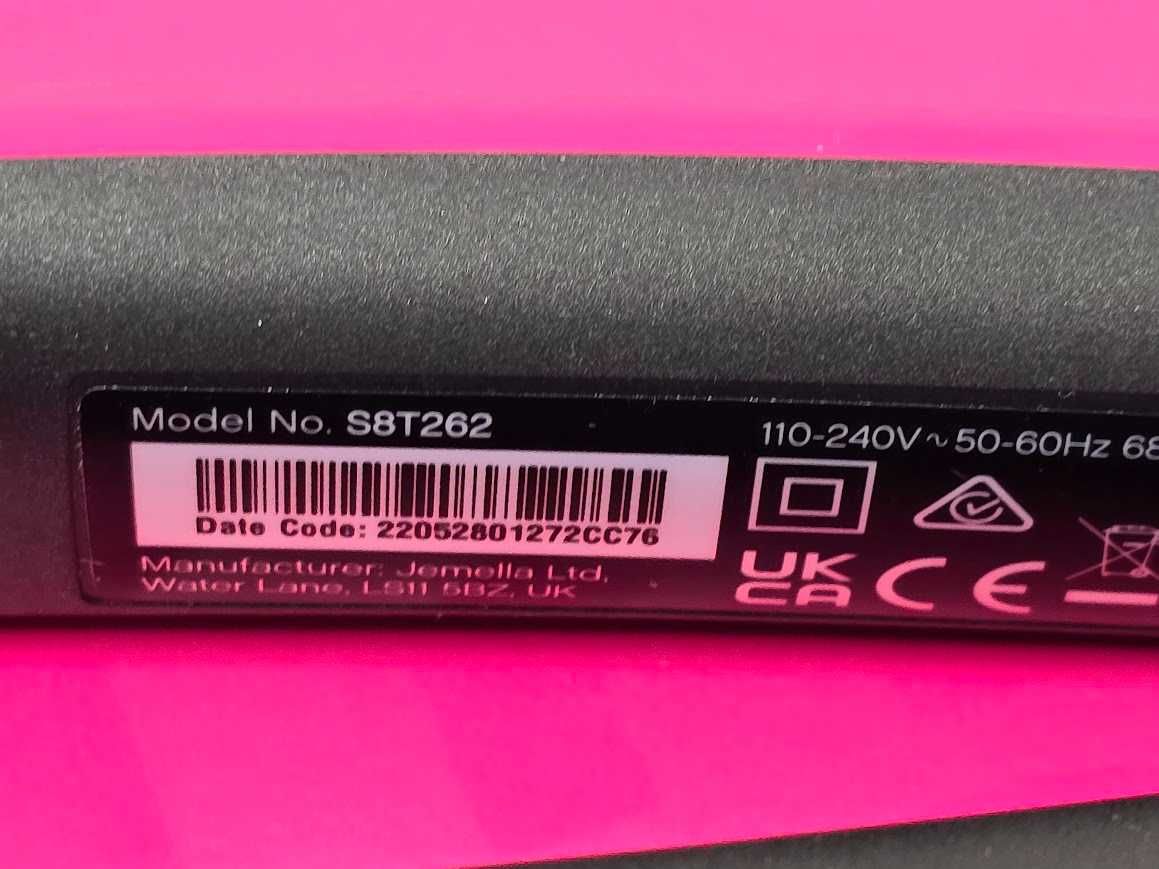 Model No. S8T262
Date Code: 22052801272CC76
Manufacturer: Jemella Ltd,
Water Lane, LS11 5BZ, UK
110-240V~50-60Hz 68
UK
CA
CE